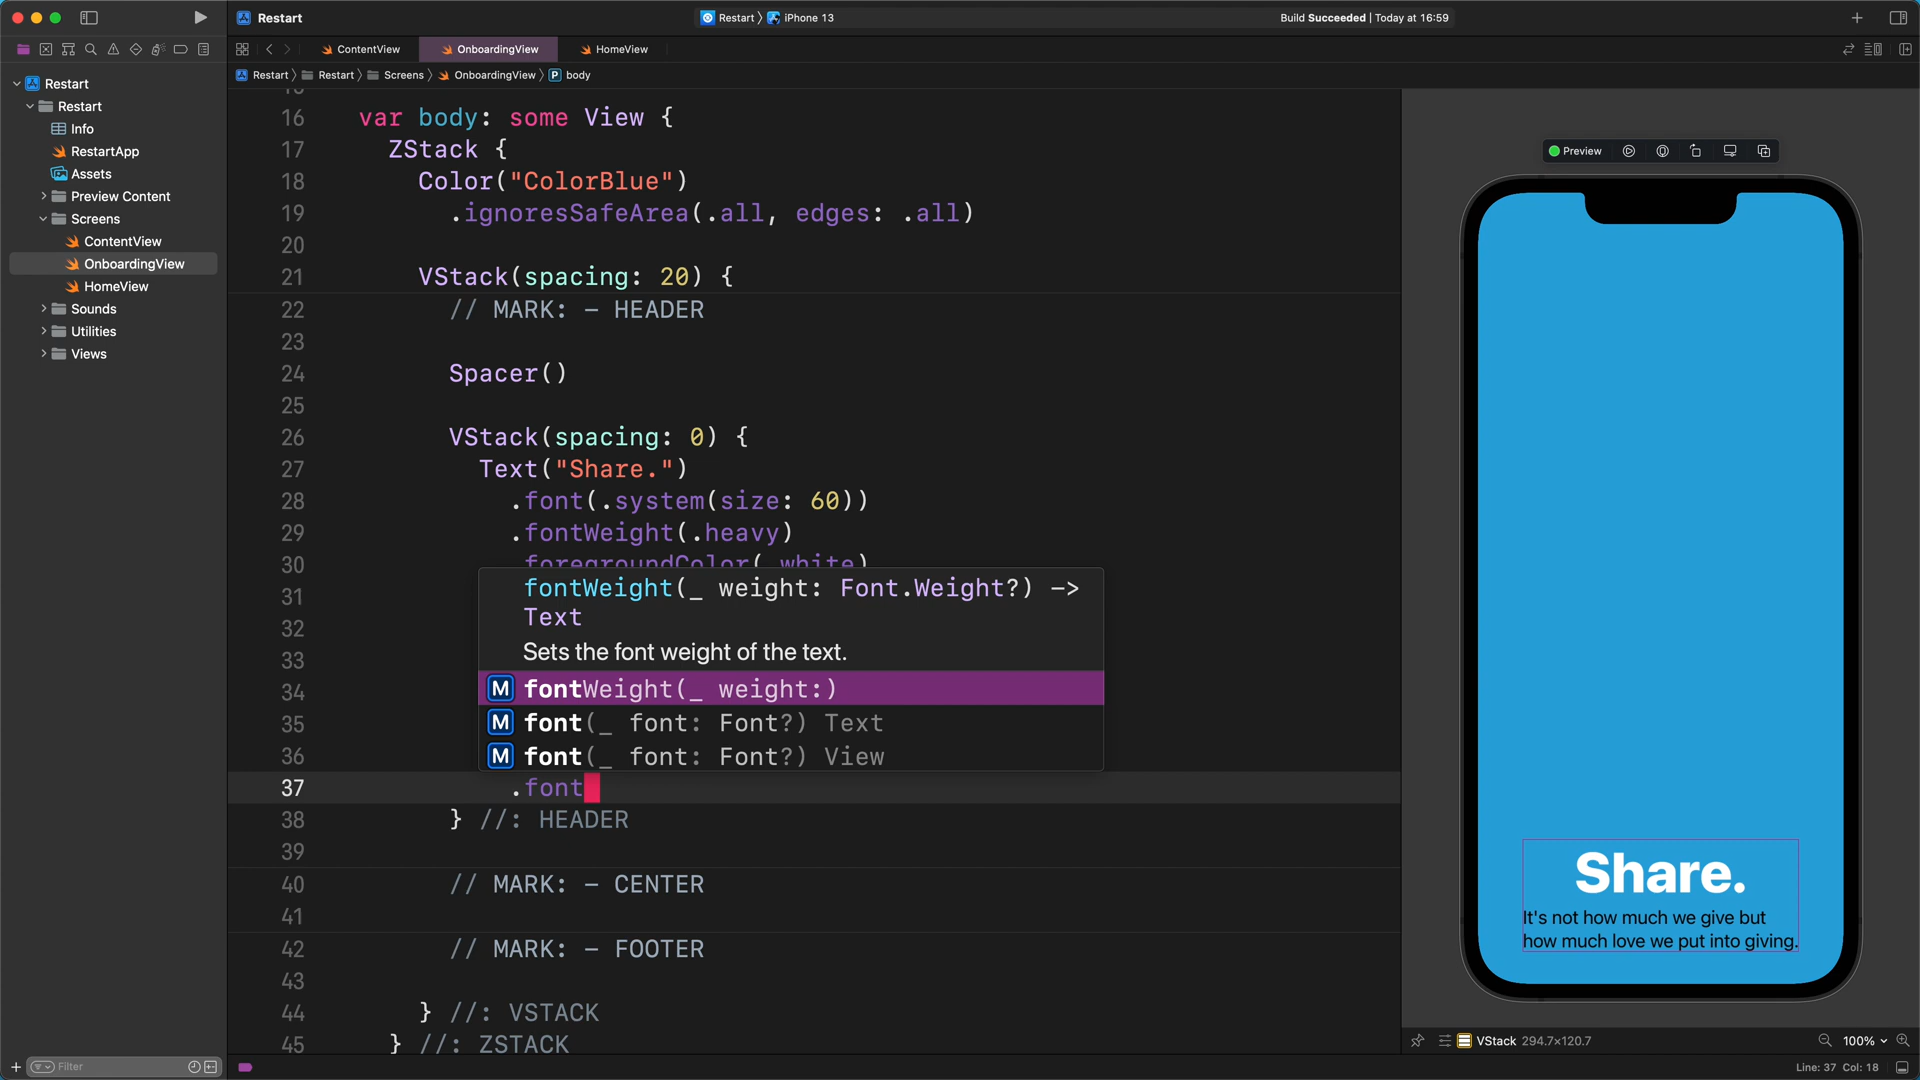 Restart
Restart
iPhone 13
Build Succeeded | Today at 16:59
ContentView
OnboardingView
HomeView
Restart
Restart
Screens
OnboardingView
P
body
Restart
Restart
Info
RestartApp
Assets
Preview Content
Screens
ContentView
OnboardingView
HomeView
Sounds
Utilities
Views
16 var body: some View {
17 ZStack {
18 Color("ColorBlue")
19 .ignoresSafeArea(.all, edges: .all)
20
21 VStack(spacing: 20) {
22 // MARK: – HEADER
23
24 Spacer()
25
26 VStack(spacing: 0) {
27 Text("Share.")
28 .font(.system(size: 60))
29 .fontWeight(.heavy)
30 .foregroundColor(.white)
31
32
33
34
35
36
fontWeight(_ weight: Font.Weight?) –>
Text
Sets the font weight of the text.
M fontWeight(_ weight:)
M font(_ font: Font?) Text
M font(_ font: Font?) View
37 .font
38 } //: HEADER
39
40 // MARK: – CENTER
41
42 // MARK: – FOOTER
43
44 } //: VSTACK
45 } //: ZSTACK
Preview
Share.
It's not how much we give but
how much love we put into giving.
VStack 294.7×120.7
100%
Filter
Line: 37 Col: 18